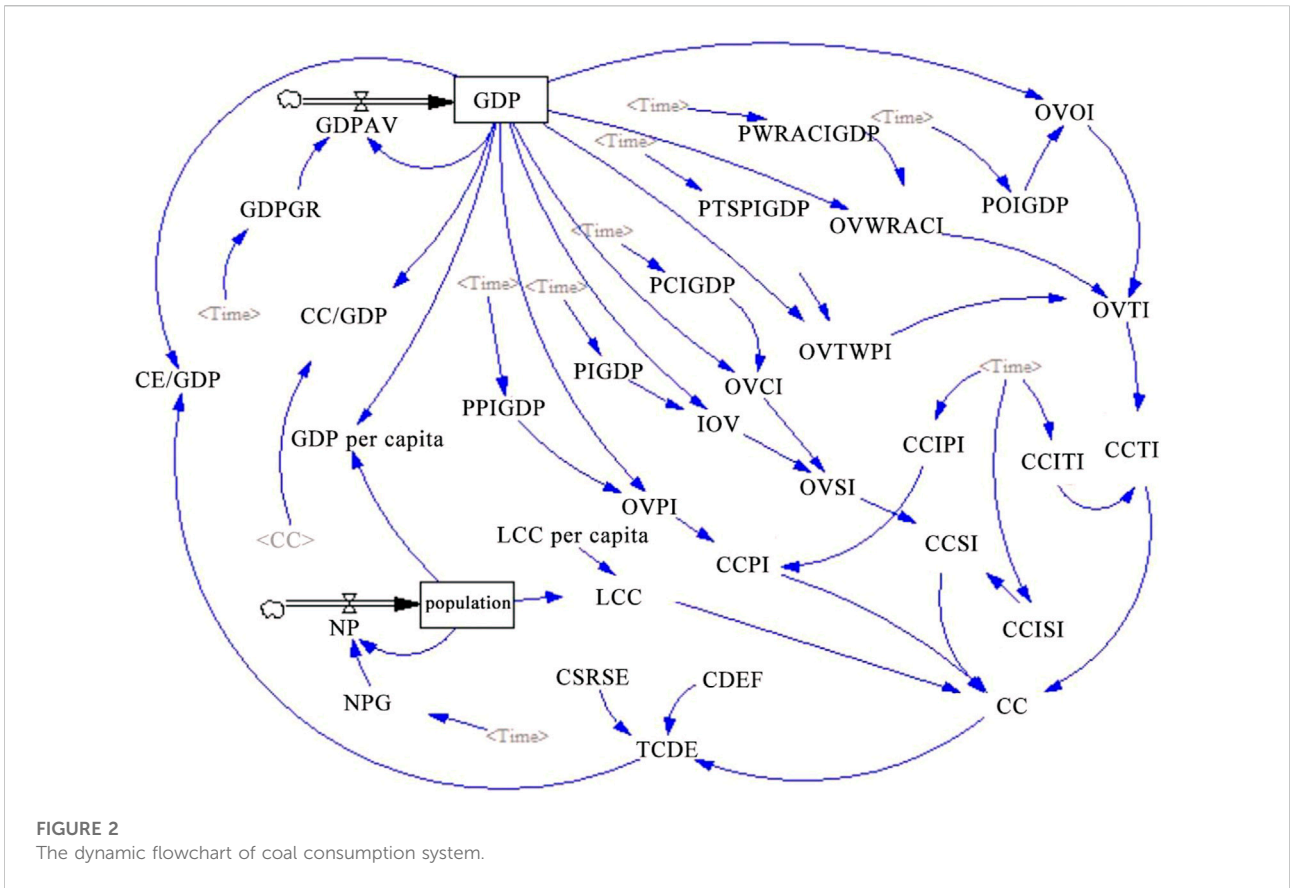 GDP
GDPAV
<Time>
PWRACIGDP
<Time>
OVOI
<Time>
PTSPIGDP
POIGDP
GDPGR
OVWRACI
<Time>
PCIGDP
<Time>
<Time>
<Time>
CC/GDP
OVTI
OVTWPI
CE/GDP
PIGDP
OVCI
<Time>
PPIGDP
IOV
GDP per capita
CCIPI
CCITI
CCTI
OVSI
OVPI
<CC>
LCC per capita
CCPI
CCSI
population
LCC
NP
CCISI
NPG
CSRSE
CDEF
CC
<Time>
TCDE
FIGURE 2
The dynamic flowchart of coal consumption system.